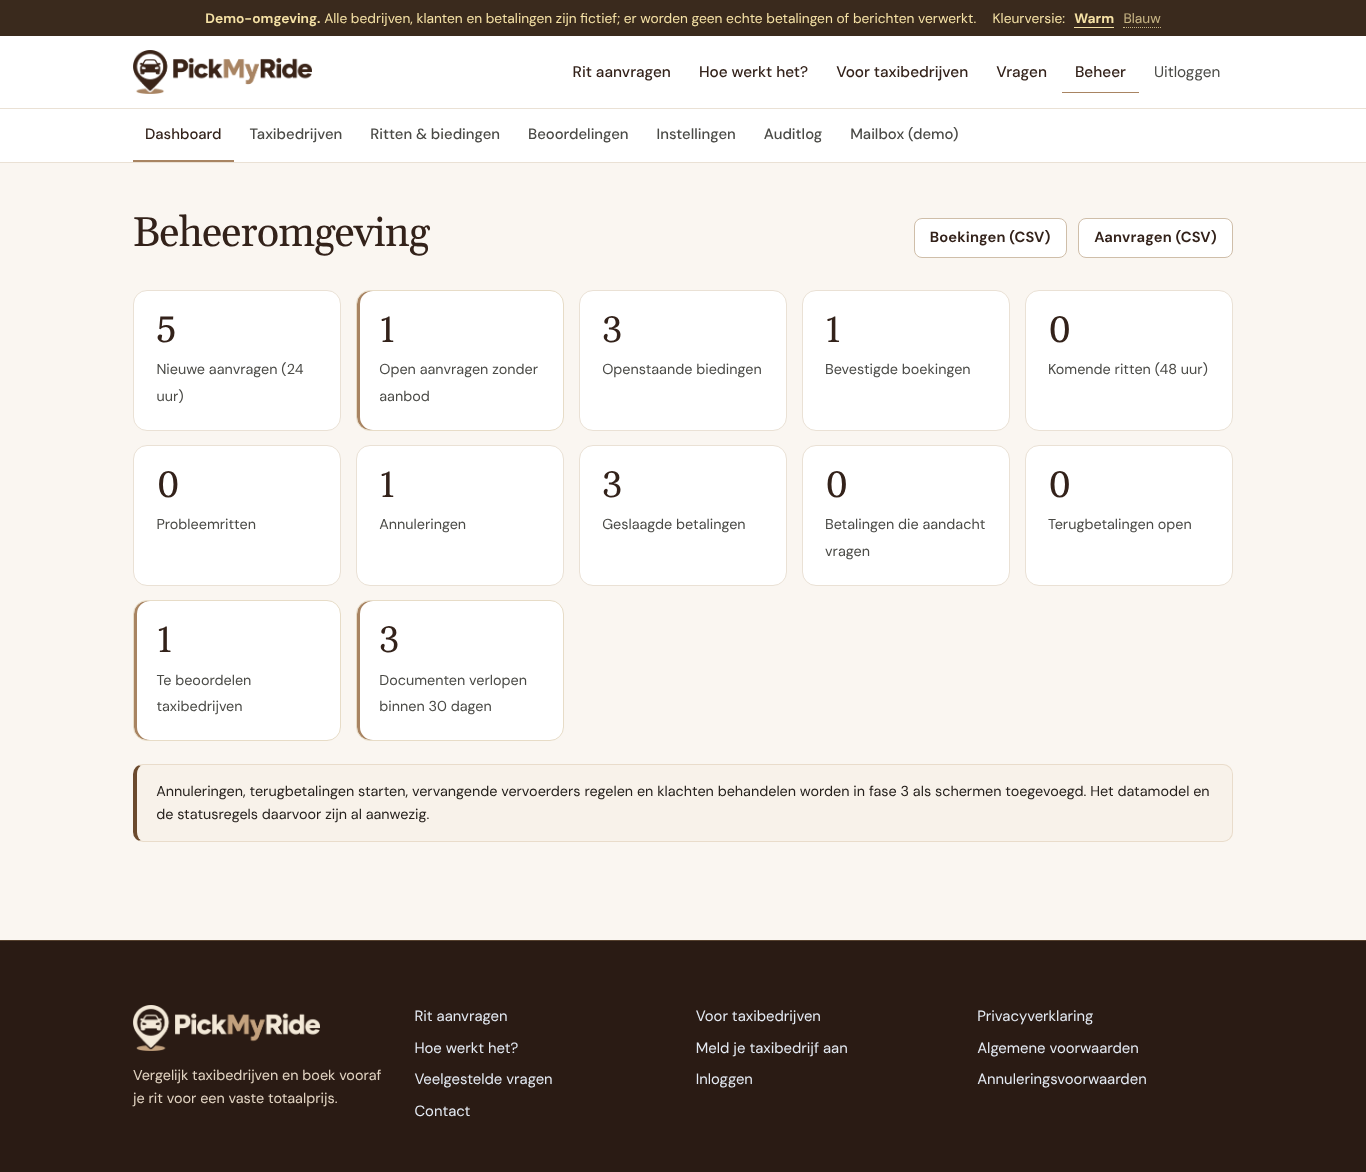 Demo-omgeving. Alle bedrijven, klanten en betalingen zijn fictief; er worden geen echte betalingen of berichten verwerkt. Kleurversie: Warm Blauw
PickMyRide
Rit aanvragen Hoe werkt het? Voor taxibedrijven Vragen Beheer Uitloggen
Dashboard Taxibedrijven Ritten & biedingen Beoordelingen Instellingen Auditlog Mailbox (demo)
Beheeromgeving
Boekingen (CSV) Aanvragen (CSV)
5
Nieuwe aanvragen (24
uur)
1
Open aanvragen zonder
aanbod
3
Openstaande biedingen
1
Bevestigde boekingen
0
Komende ritten (48 uur)
0
Probleemritten
1
Annuleringen
3
Geslaagde betalingen
0
Betalingen die aandacht
vragen
0
Terugbetalingen open
1
Te beoordelen
taxibedrijven
3
Documenten verlopen
binnen 30 dagen
Annuleringen, terugbetalingen starten, vervangende vervoerders regelen en klachten behandelen worden in fase 3 als schermen toegevoegd. Het datamodel en
de statusregels daarvoor zijn al aanwezig.
PickMyRide
Vergelijk taxibedrijven en boek vooraf
je rit voor een vaste totaalprijs.
Rit aanvragen
Hoe werkt het?
Veelgestelde vragen
Contact
Voor taxibedrijven
Meld je taxibedrijf aan
Inloggen
Privacyverklaring
Algemene voorwaarden
Annuleringsvoorwaarden